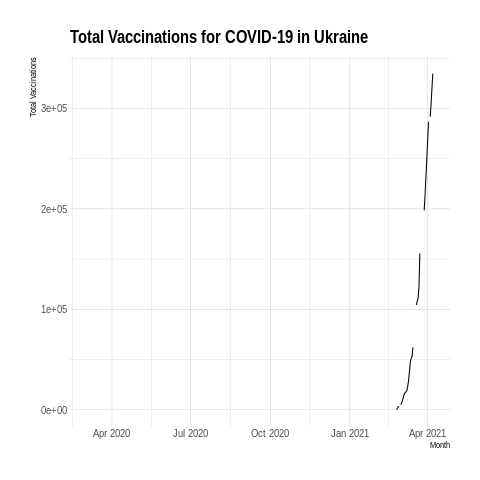 Total Vaccinations for COVID-19 in Ukraine
Total Vaccinations
3e+05
2e+05
1e+05
0e+00
Apr 2020 Jul 2020 Oct 2020 Jan 2021 Apr 2021
Month